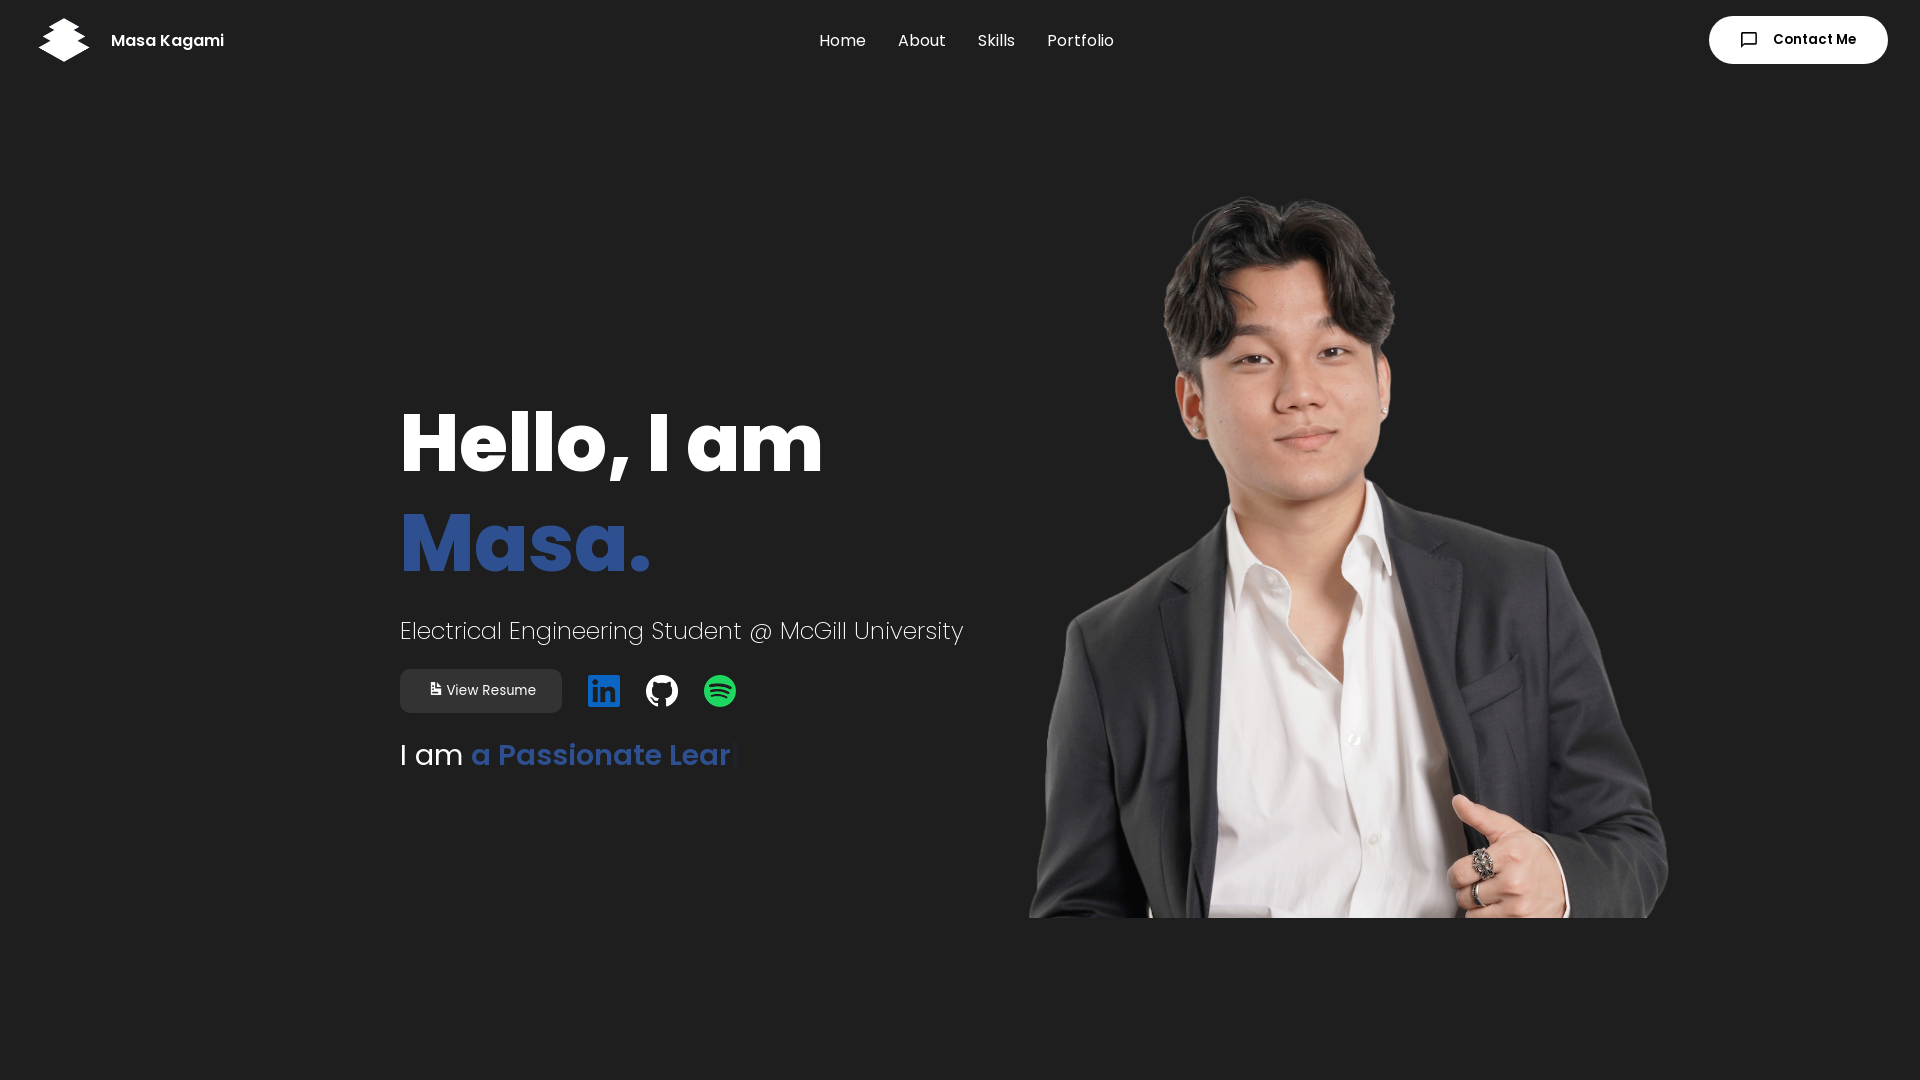 Masa Kagami
Home About Skills Portfolio
Contact Me
Hello, I am
Masa.
Electrical Engineering Student @ McGill University
View Resume
in
I am a Passionate Lear